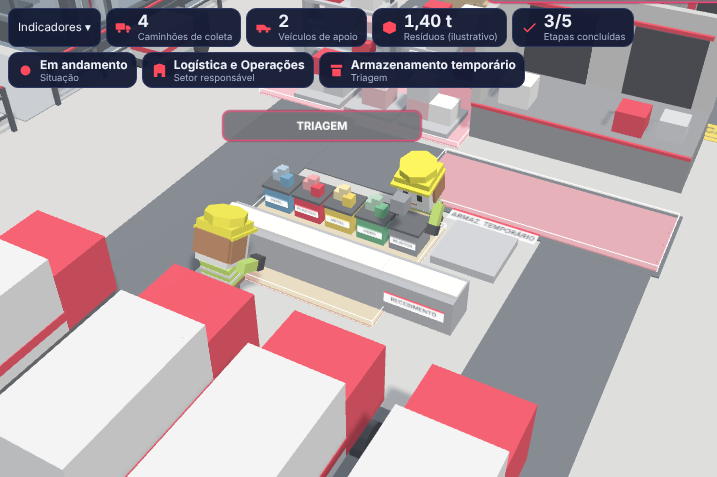 Indicadores ▾
4
Caminhões de coleta
2
Veículos de apoio
1,40 t
Resíduos (ilustrativo)
3/5
Etapas concluídas
Em andamento
Situação
Logística e Operações
Setor responsável
Armazenamento temporário
Triagem
TRIAGEM
ARMAZ. TEMPORÁRIO
RECEBIMENTO